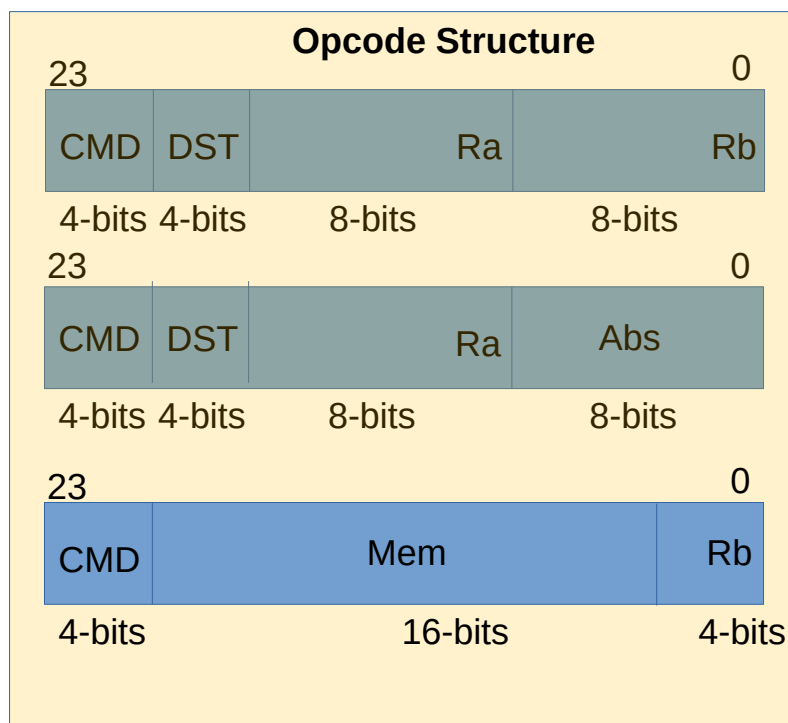 Opcode Structure
23 0
CMD DST Ra Rb
4-bits 4-bits 8-bits 8-bits
23 0
CMD DST Ra Abs
4-bits 4-bits 8-bits 8-bits
23 0
CMD Mem Rb
4-bits 16-bits 4-bits